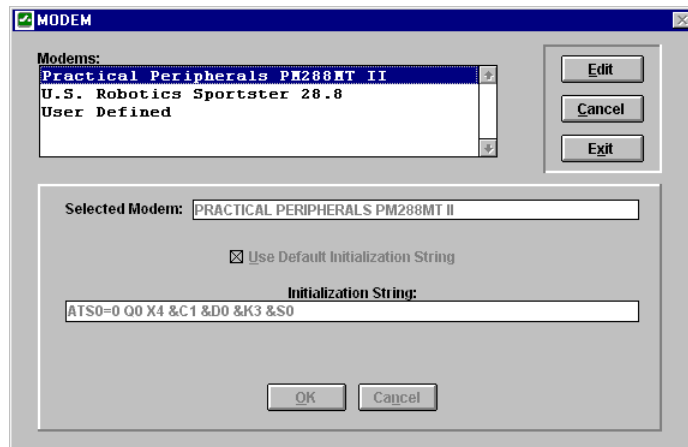 MODEM
Modems:
Practical Peripherals PM288MT II
U.S. Robotics Sportster 28.8
User Defined
Edit
Cancel
Exit
Selected Modem: PRACTICAL PERIPHERALS PM288MT II
Use Default Initialization String
Initialization String:
ATS0=0 Q0 X4 &C1 &D0 &K3 &S0
OK Cancel